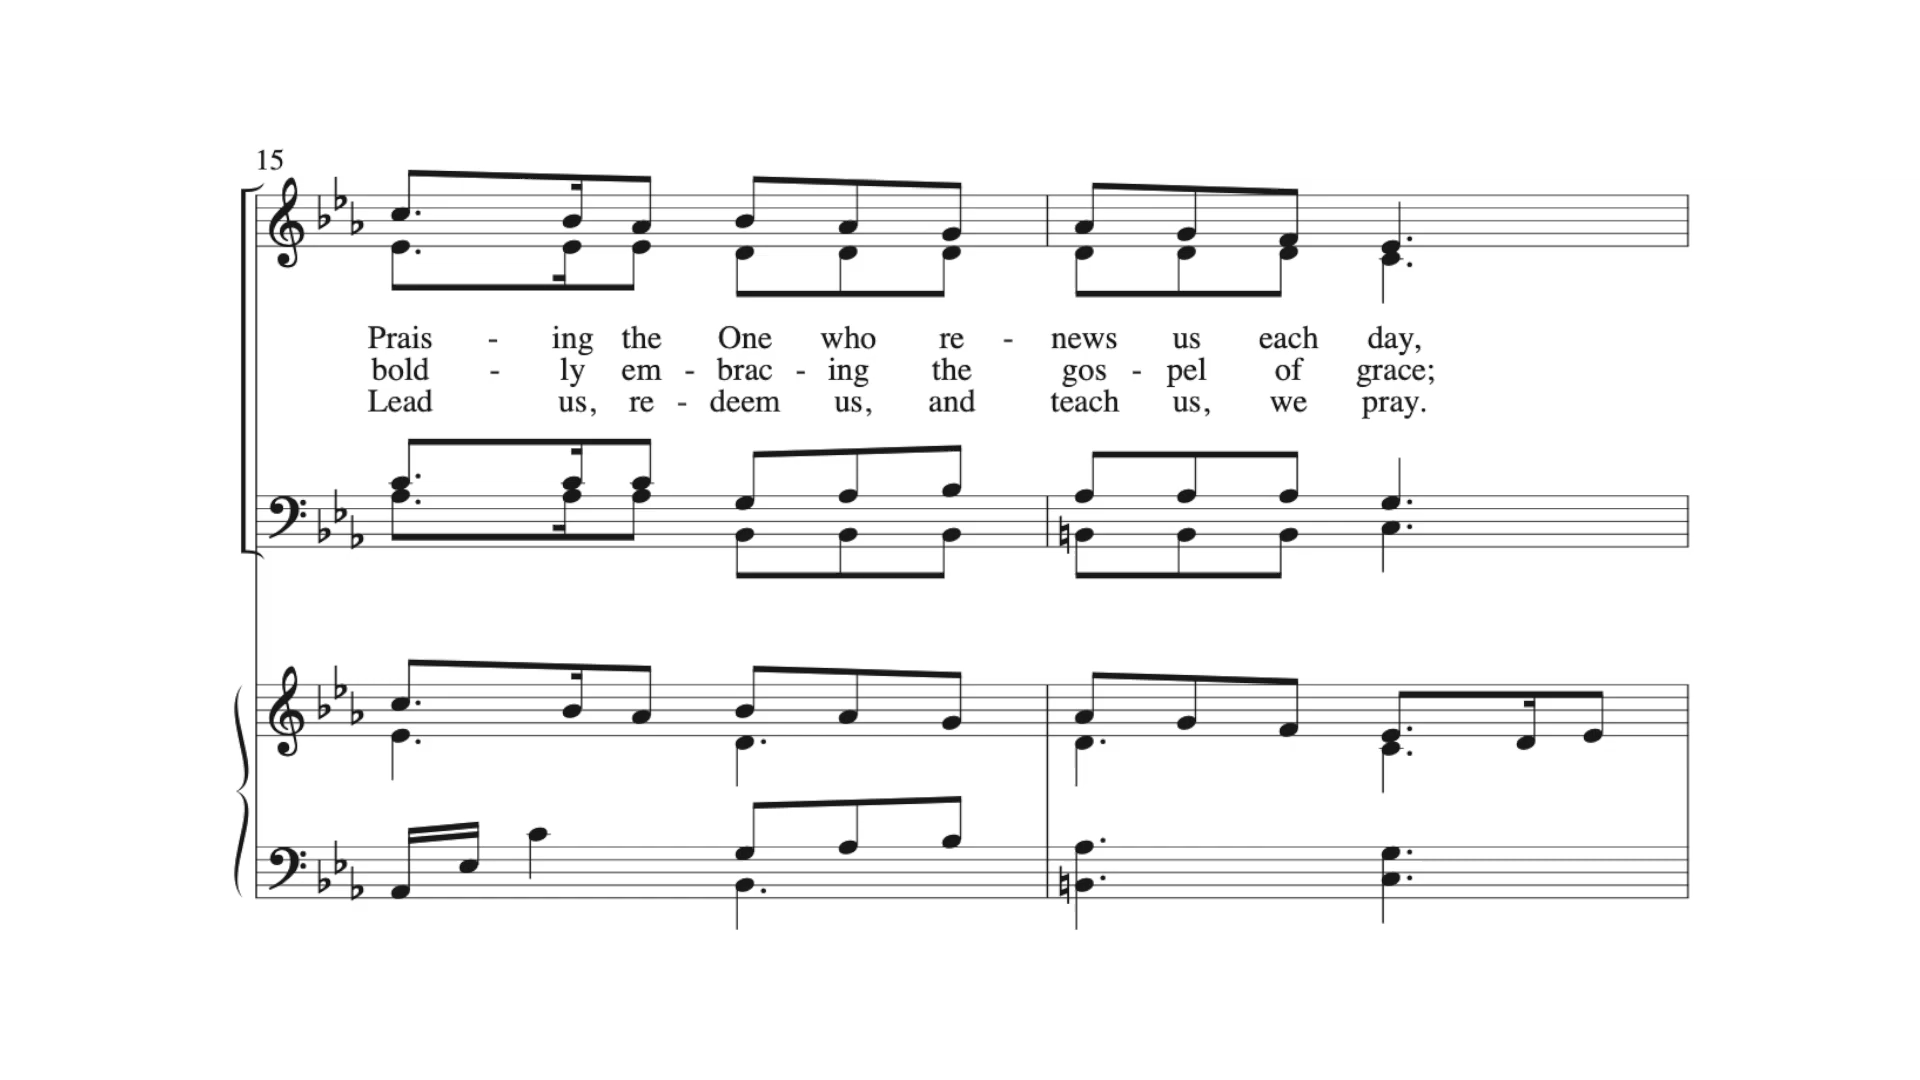 15
Prais - ing the One who re - news us each day,
bold - ly em - brac - ing the gos - pel of grace;
Lead us, re - deem us, and teach us, we pray.